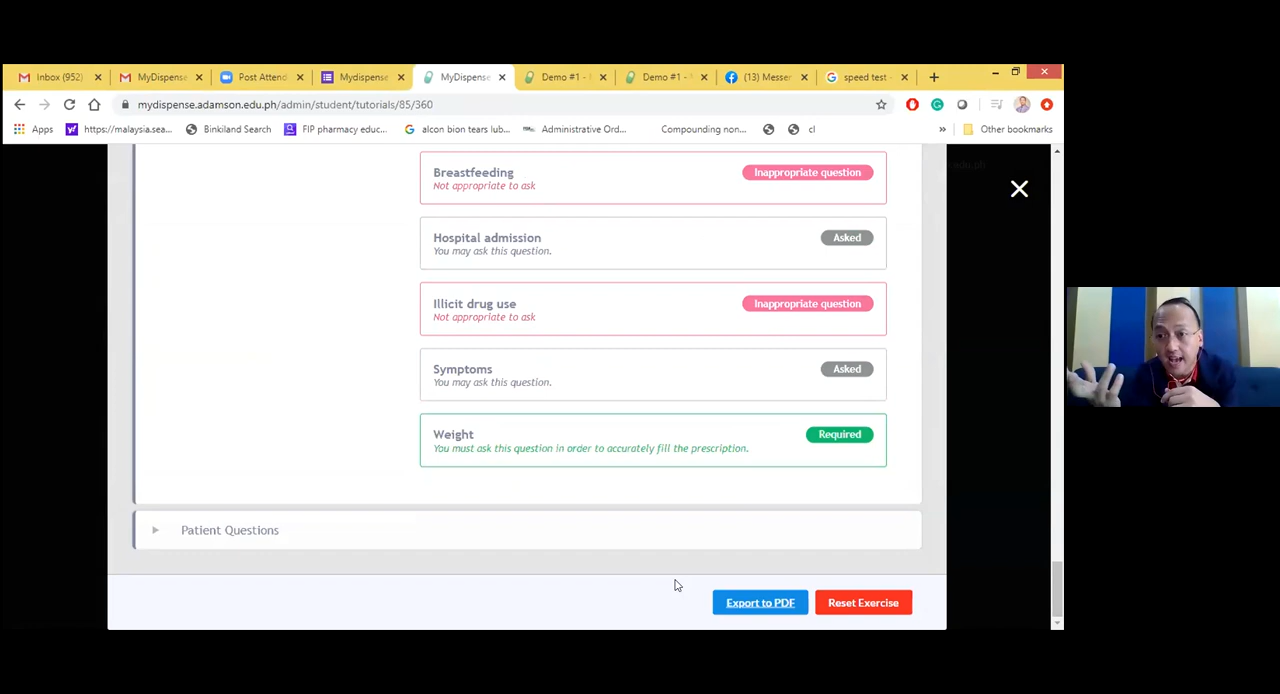 Inbox (952)
MyDispense
Post Attend
Mydispense
MyDispense
Demo #1 -
Demo #1 -
(13) Messen
speed test -
mydispense.adamson.edu.ph/admin/student/tutorials/85/360
Apps
https://malaysia.sea...
Binkiland Search
FIP pharmacy educ...
alcon bion tears lub...
Administrative Ord...
Compounding non...
cl
»
Other bookmarks
Breastfeeding
Inappropriate question
Not appropriate to ask
Hospital admission
Asked
You may ask this question.
Illicit drug use
Inappropriate question
Not appropriate to ask
Symptoms
Asked
You may ask this question.
Weight
Required
You must ask this question in order to accurately fill the prescription.
Patient Questions
Export to PDF
Reset Exercise